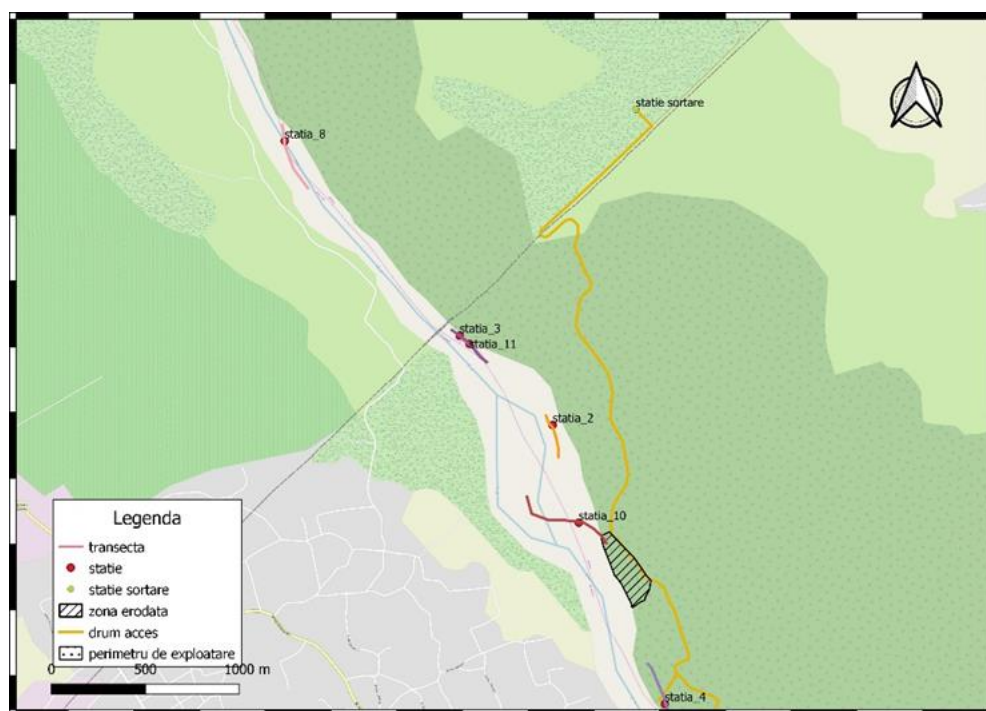 statie sortare
statia_8
statia_3
statia_11
statia_2
statia_10
statia_4
Legenda
transecta
statie
statie sortare
zona erodata
drum acces
perimetru de exploatare
0 500 1000 m